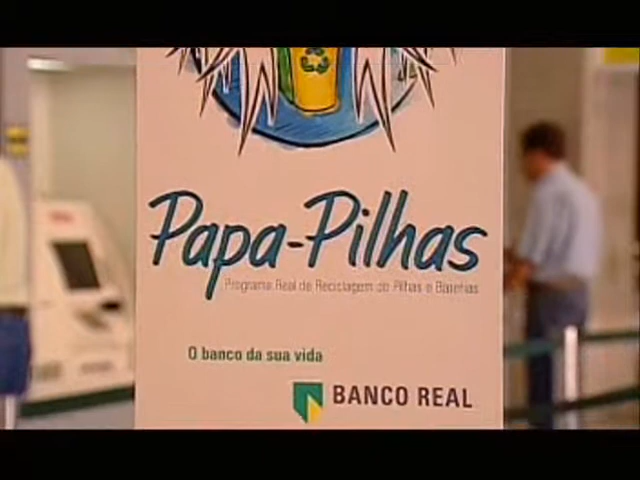 Papa-Pilhas
Programa Real de Reciclagem de Pilhas e Baterias
O banco da sua vida
BANCO REAL